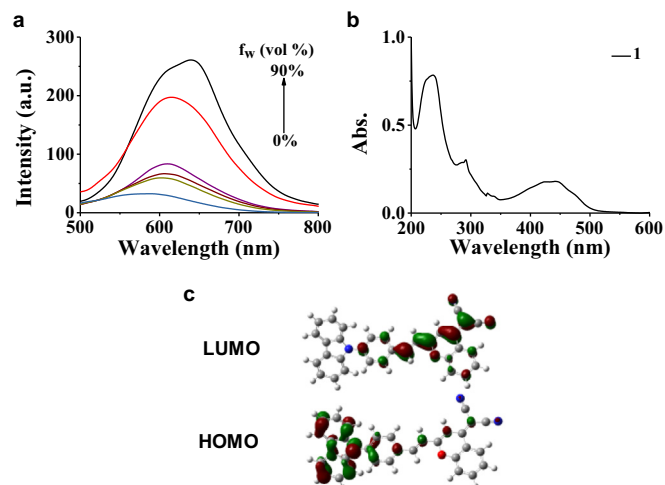 a
300
200
100
0
Intensity (a.u.)
f_w (vol %)
90%
0%
500 600 700 800
Wavelength (nm)
b
1.0
0.5
0.0
Abs.
1
200 300 400 500 600
Wavelength (nm)
c
LUMO
HOMO